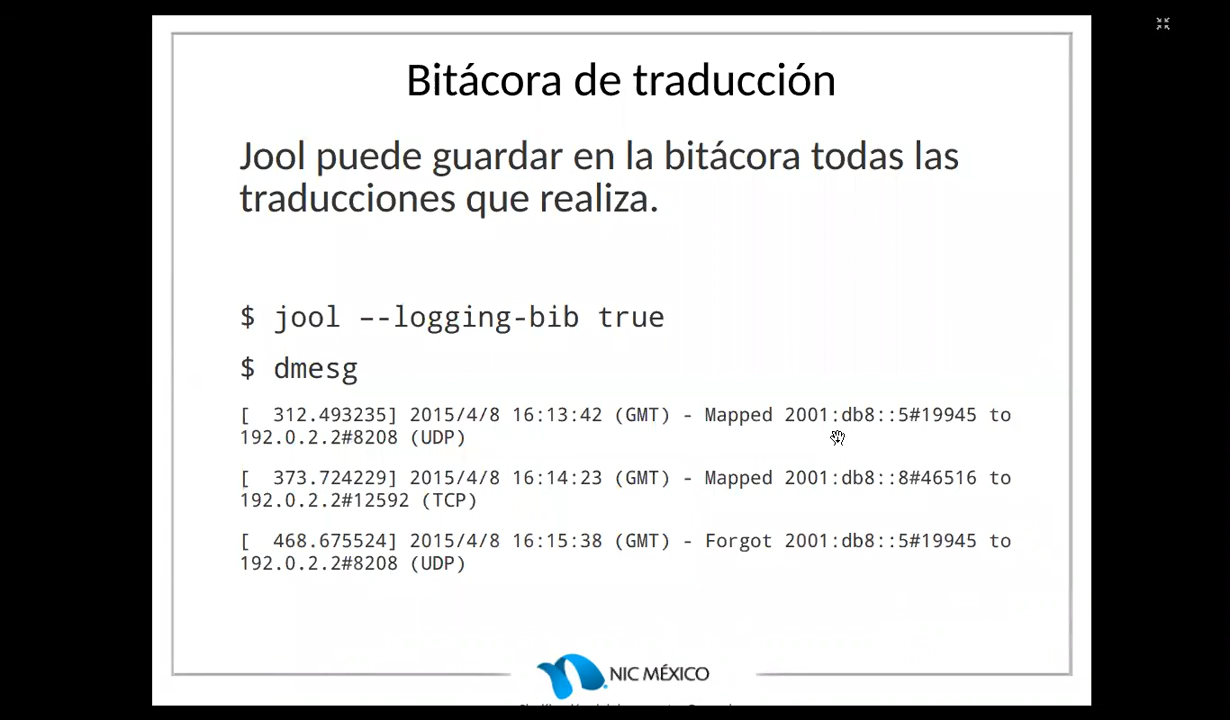 Bitácora de traducción
Jool puede guardar en la bitácora todas las
traducciones que realiza.
$ jool --logging-bib true
$ dmesg
[  312.493235] 2015/4/8 16:13:42 (GMT) - Mapped 2001:db8::5#19945 to
192.0.2.2#8208 (UDP)
[  373.724229] 2015/4/8 16:14:23 (GMT) - Mapped 2001:db8::8#46516 to
192.0.2.2#12592 (TCP)
[  468.675524] 2015/4/8 16:15:38 (GMT) - Forgot 2001:db8::5#19945 to
192.0.2.2#8208 (UDP)
NIC MÉXICO